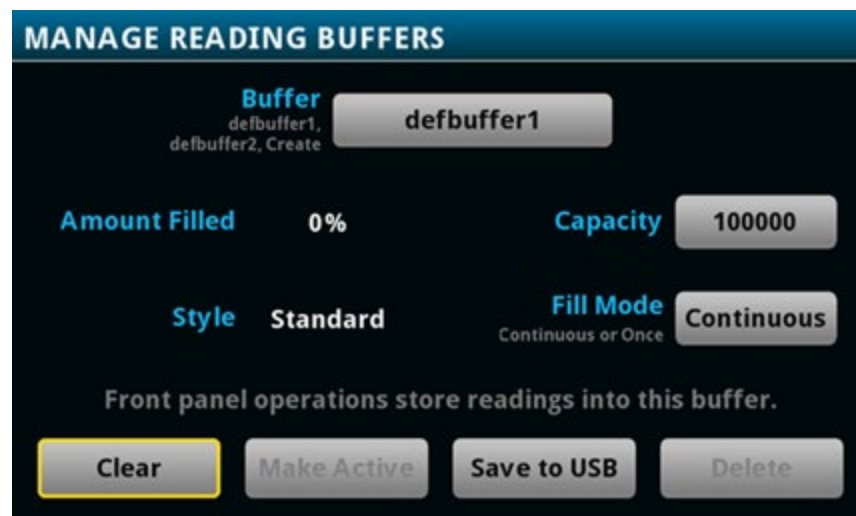 MANAGE READING BUFFERS
Buffer
defbuffer1,
defbuffer2, Create
defbuffer1
Amount Filled 0% Capacity 100000
Style Standard Fill Mode
Continuous or Once
Continuous
Front panel operations store readings into this buffer.
Clear Make Active Save to USB Delete